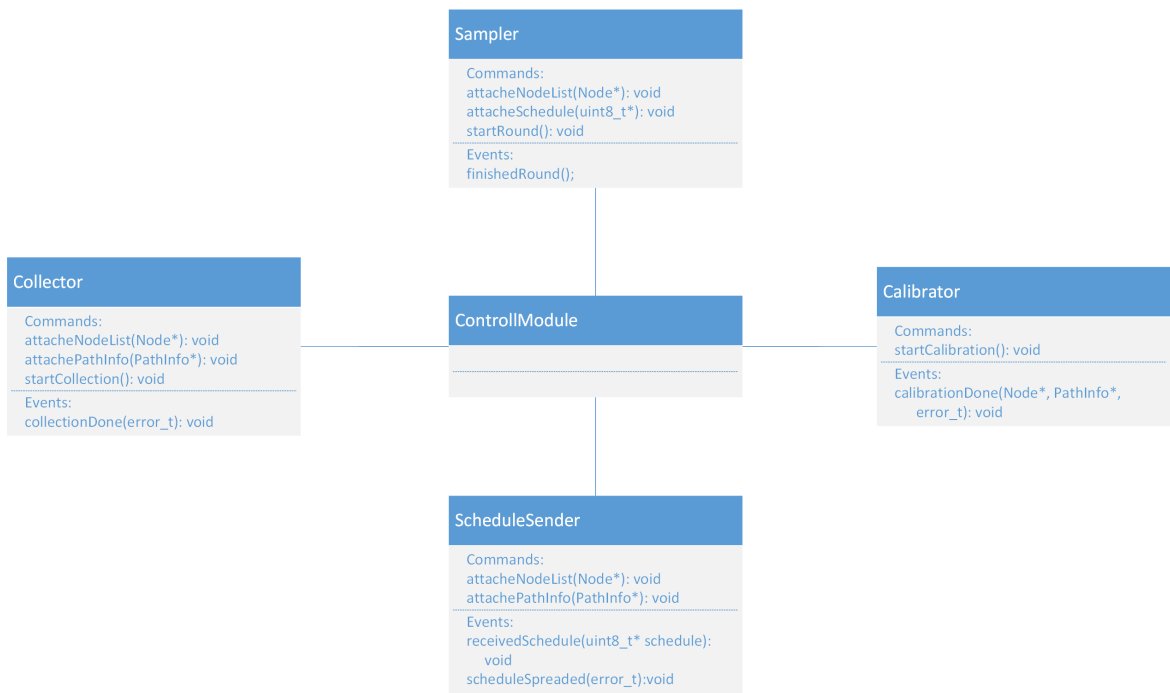 Sampler
Commands:
attacheNodeList(Node*): void
attacheSchedule(uint8_t*): void
startRound(): void
Events:
finishedRound();
Collector
Commands:
attacheNodeList(Node*): void
attachePathInfo(PathInfo*): void
startCollection(): void
Events:
collectionDone(error_t): void
ControllModule
Calibrator
Commands:
startCalibration(): void
Events:
calibrationDone(Node*, PathInfo*,
error_t): void
ScheduleSender
Commands:
attacheNodeList(Node*): void
attachePathInfo(PathInfo*): void
Events:
receivedSchedule(uint8_t* schedule):
void
scheduleSpreaded(error_t):void